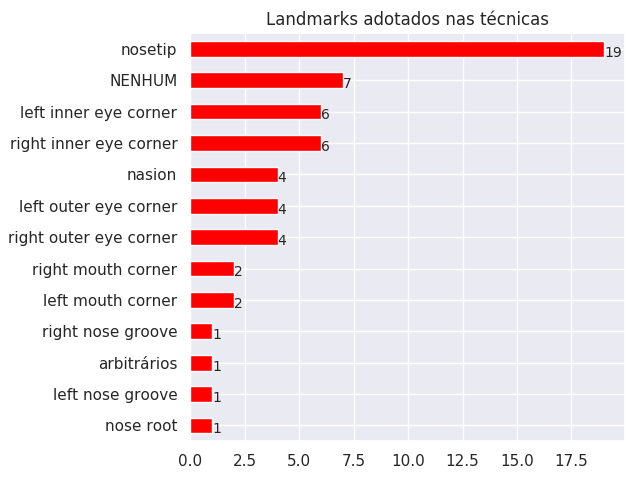 Landmarks adotados nas técnicas
nosetip 19
NENHUM 7
left inner eye corner 6
right inner eye corner 6
nasion 4
left outer eye corner 4
right outer eye corner 4
right mouth corner 2
left mouth corner 2
right nose groove 1
arbitrários 1
left nose groove 1
nose root 1
0.0 2.5 5.0 7.5 10.0 12.5 15.0 17.5